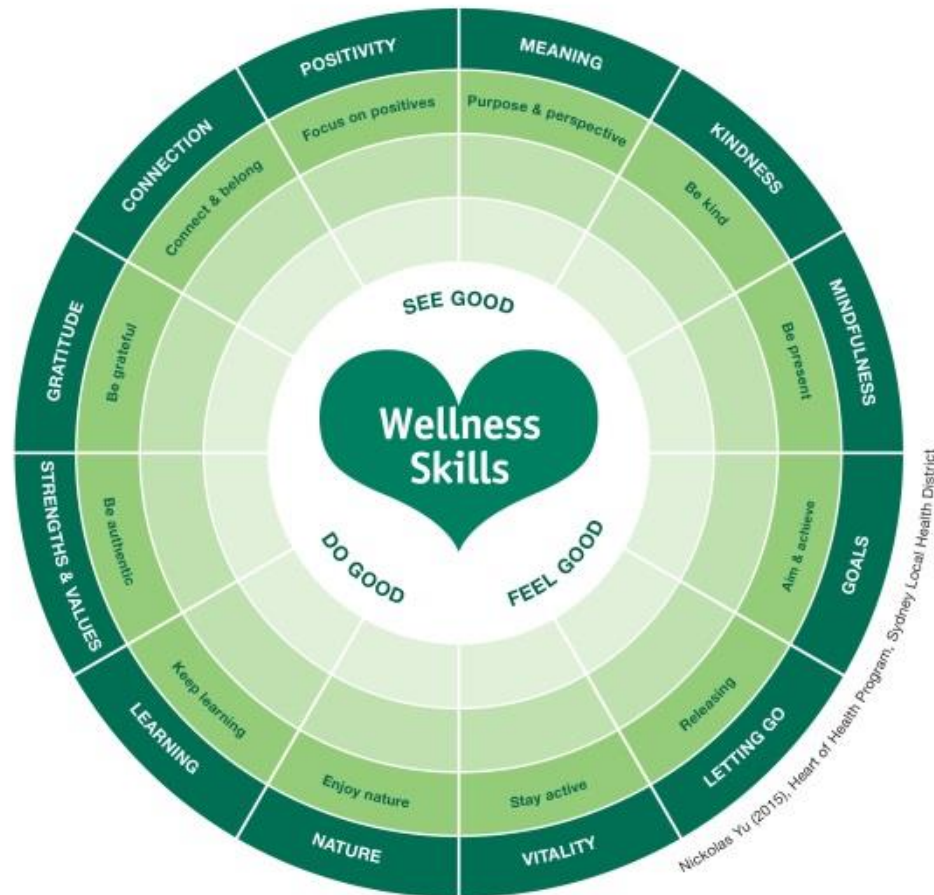 POSITIVITY
MEANING
KINDNESS
MINDFULNESS
GOALS
LETTING GO
VITALITY
NATURE
LEARNING
STRENGTHS & VALUES
GRATITUDE
CONNECTION
Focus on positives
Purpose & perspective
Be kind
Be present
Aim & achieve
Releasing
Stay active
Enjoy nature
Keep learning
Be authentic
Be grateful
Connect & belong
SEE GOOD
Wellness
Skills
DO GOOD
FEEL GOOD
Nickolas Yu (2015), Heart of Health Program, Sydney Local Health District